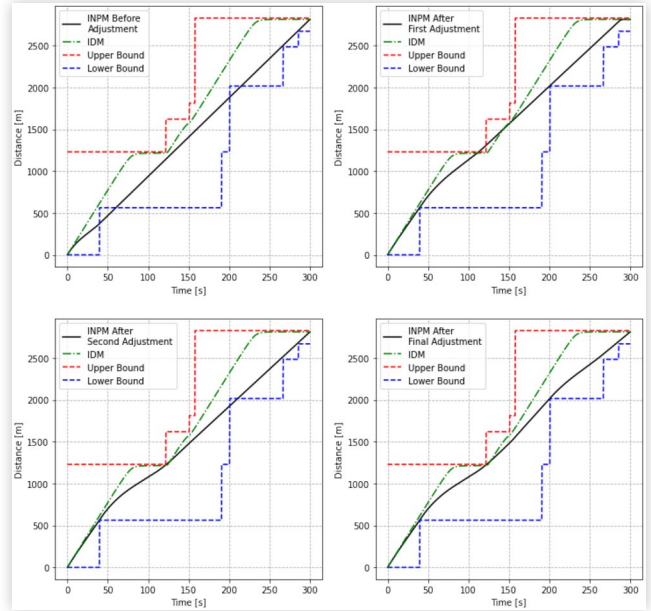 INPM Before
Adjustment
IDM
Upper Bound
Lower Bound
Distance [m]
2500
2000
1500
1000
500
0
0
50
100
150
200
250
300
Time [s]
INPM After
First Adjustment
IDM
Upper Bound
Lower Bound
Distance [m]
2500
2000
1500
1000
500
0
0
50
100
150
200
250
300
Time [s]
INPM After
Second Adjustment
IDM
Upper Bound
Lower Bound
Distance [m]
2500
2000
1500
1000
500
0
0
50
100
150
200
250
300
Time [s]
INPM After
Final Adjustment
IDM
Upper Bound
Lower Bound
Distance [m]
2500
2000
1500
1000
500
0
0
50
100
150
200
250
300
Time [s]